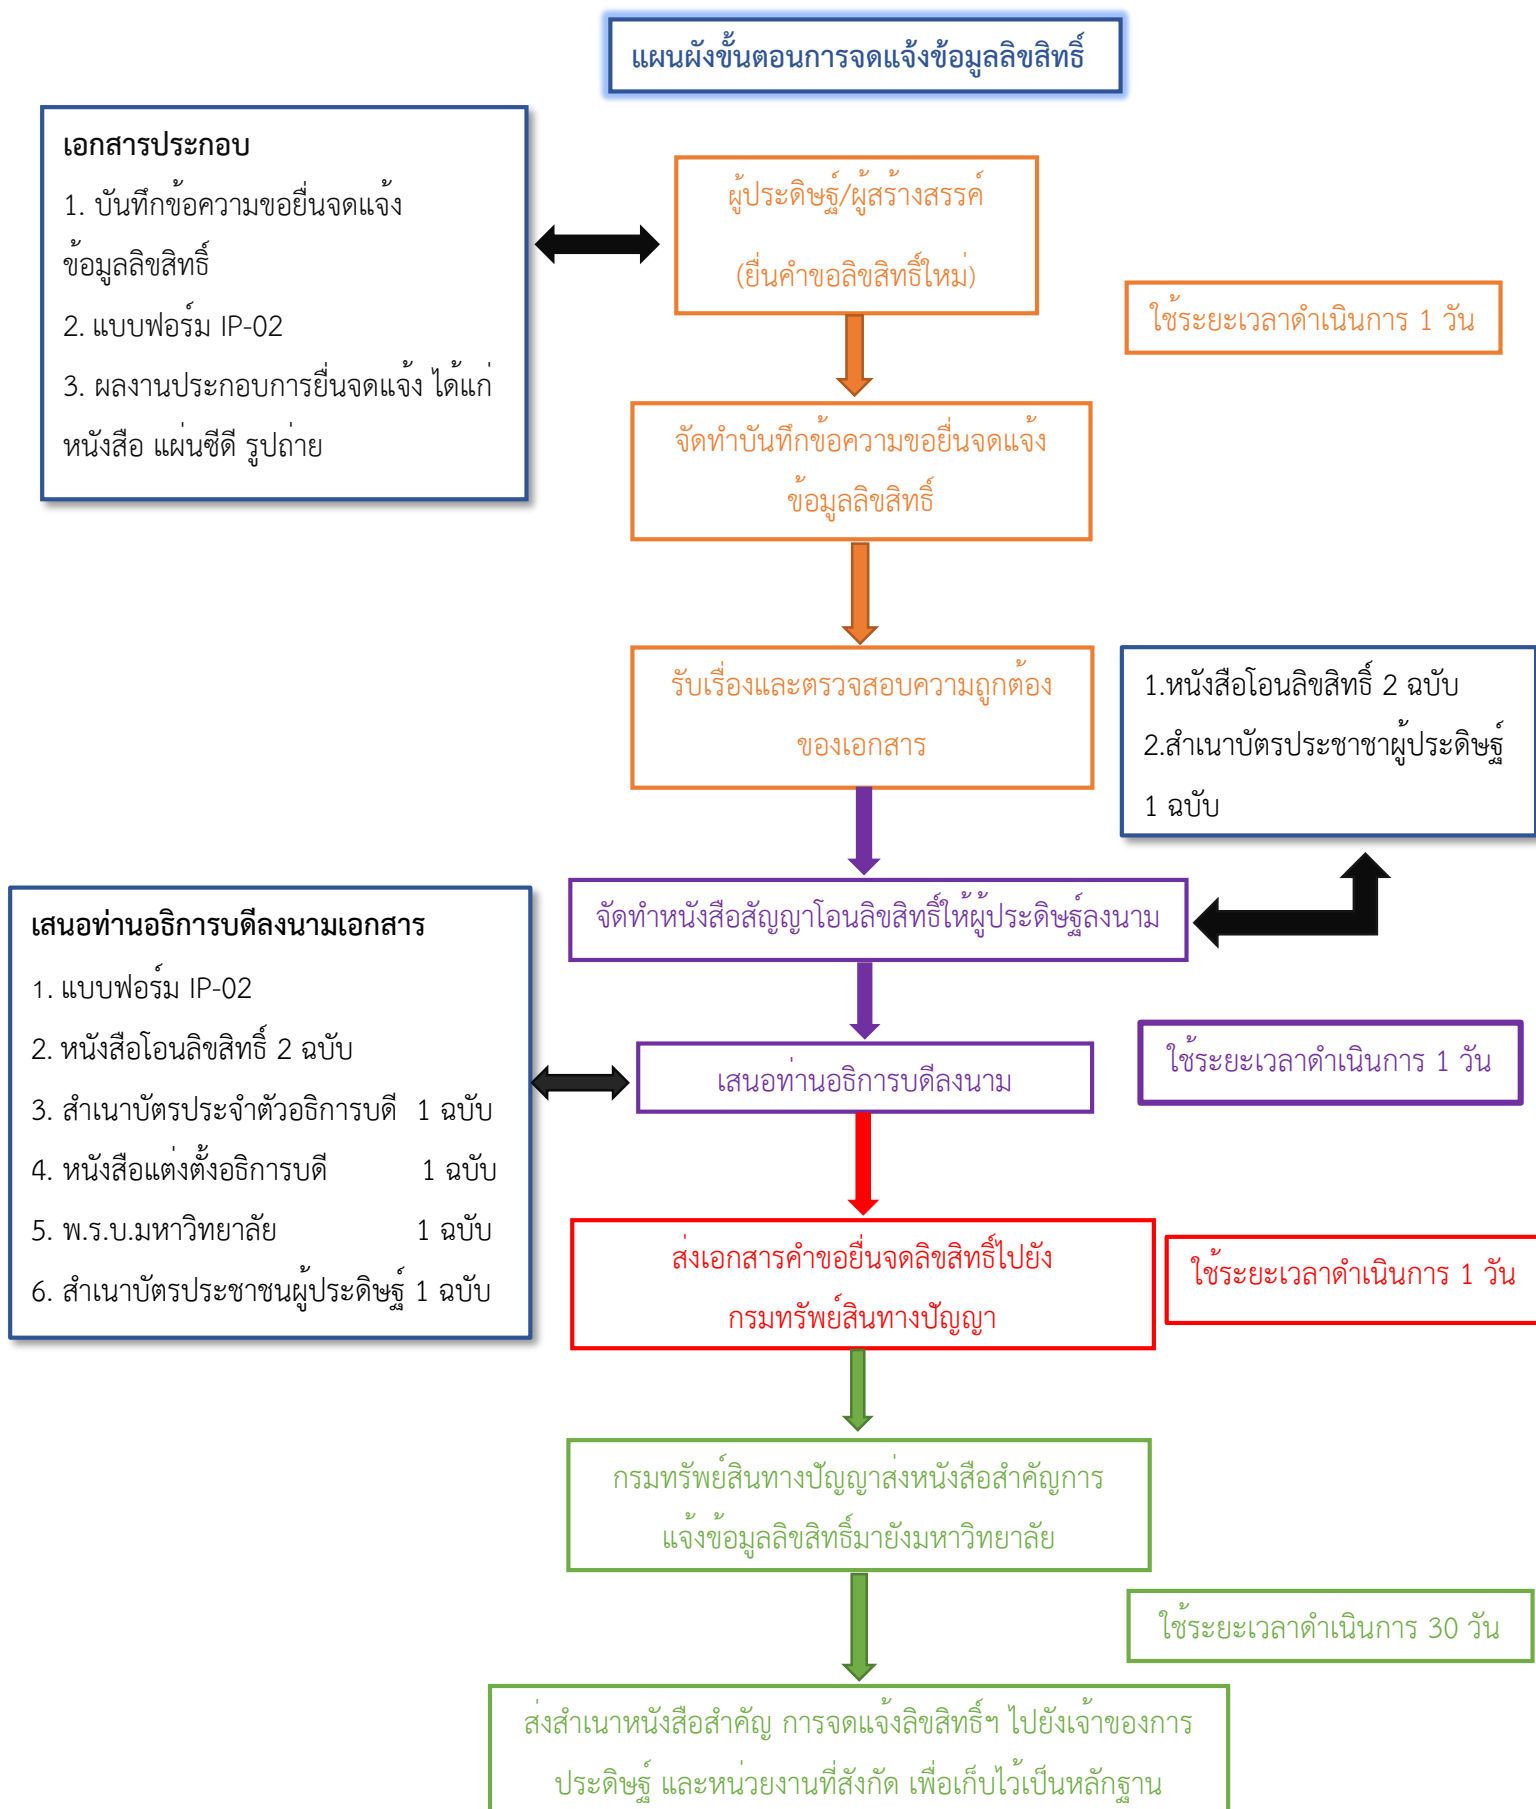 แผนผังขั้นตอนการจดแจ้งข้อมูลลิขสิทธิ์
เอกสารประกอบ
1. บันทึกข้อความขอยื่นจดแจ้ง
ข้อมูลลิขสิทธิ์
2. แบบฟอร์ม IP-02
3. ผลงานประกอบการยื่นจดแจ้ง ได้แก่
หนังสือ แผ่นซีดี รูปถ่าย
ผู้ประดิษฐ์/ผู้สร้างสรรค์
(ยื่นคำขอลิขสิทธิ์ใหม่)
ใช้ระยะเวลาดำเนินการ 1 วัน
จัดทำบันทึกข้อความขอยื่นจดแจ้ง
ข้อมูลลิขสิทธิ์
รับเรื่องและตรวจสอบความถูกต้อง
ของเอกสาร
1.หนังสือโอนลิขสิทธิ์ 2 ฉบับ
2.สำเนาบัตรประชาชาผู้ประดิษฐ์
1 ฉบับ
จัดทำหนังสือสัญญาโอนลิขสิทธิ์ให้ผู้ประดิษฐ์ลงนาม
เสนอท่านอธิการบดีลงนามเอกสาร
1. แบบฟอร์ม IP-02
2. หนังสือโอนลิขสิทธิ์ 2 ฉบับ
3. สำเนาบัตรประจำตัวอธิการบดี 1 ฉบับ
4. หนังสือแต่งตั้งอธิการบดี 1 ฉบับ
5. พ.ร.บ.มหาวิทยาลัย 1 ฉบับ
6. สำเนาบัตรประชาชนผู้ประดิษฐ์ 1 ฉบับ
เสนอท่านอธิการบดีลงนาม
ใช้ระยะเวลาดำเนินการ 1 วัน
ส่งเอกสารคำขอยื่นจดลิขสิทธิ์ไปยัง
กรมทรัพย์สินทางปัญญา
ใช้ระยะเวลาดำเนินการ 1 วัน
กรมทรัพย์สินทางปัญญาส่งหนังสือสำคัญการ
แจ้งข้อมูลลิขสิทธิ์มายังมหาวิทยาลัย
ใช้ระยะเวลาดำเนินการ 30 วัน
ส่งสำเนาหนังสือสำคัญ การจดแจ้งลิขสิทธิ์ฯ ไปยังเจ้าของการ
ประดิษฐ์ และหน่วยงานที่สังกัด เพื่อเก็บไว้เป็นหลักฐาน